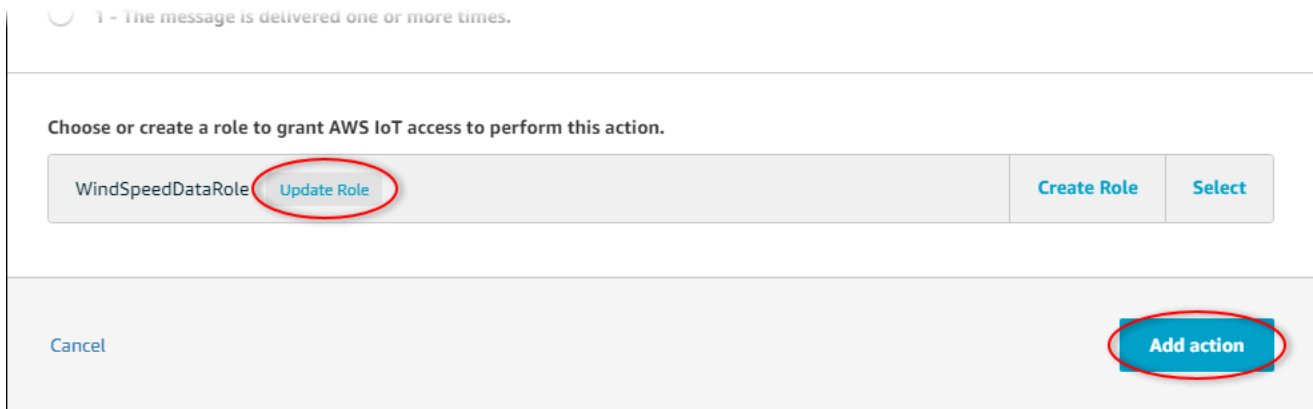 1 - The message is delivered one or more times.
Choose or create a role to grant AWS IoT access to perform this action.
WindSpeedDataRole Update Role Create Role Select
Cancel Add action